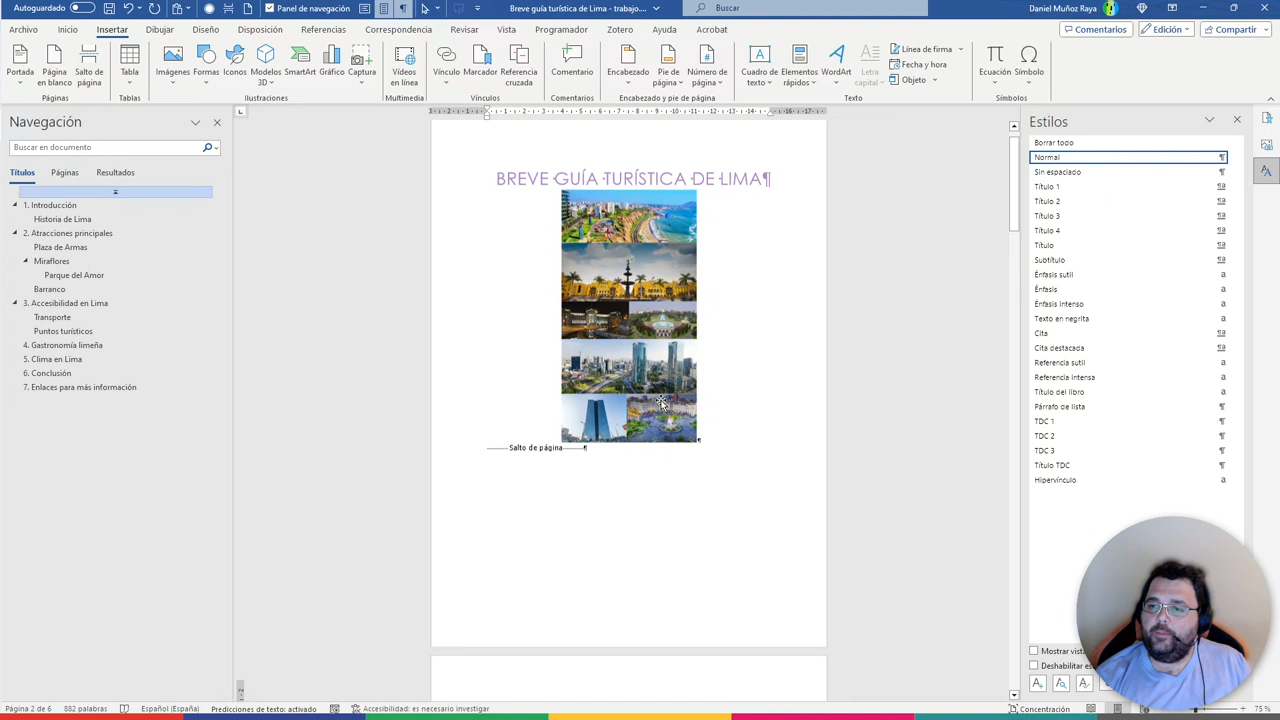 Autoguardado
Panel de navegación
Breve guía turística de Lima - trabajo...
Buscar
Daniel Muñoz Raya
Archivo Inicio Insertar Dibujar Diseño Disposición Referencias Correspondencia Revisar Vista Programador Zotero Ayuda Acrobat
Comentarios Edición Compartir
Portada Página en blanco Salto de página
Páginas
Tabla
Tablas
Imágenes Formas Iconos Modelos 3D SmartArt Gráfico Captura
Ilustraciones
Vídeos en línea
Multimedia
Vínculo Marcador Referencia cruzada
Vínculos
Comentario
Comentarios
Encabezado Pie de página Número de página
Encabezado y pie de página
Cuadro de texto Elementos rápidos WordArt Letra capital
Línea de firma
Fecha y hora
Objeto
Texto
Ecuación Símbolo
Símbolos
Navegación
Buscar en documento
Títulos Páginas Resultados
1. Introducción
Historia de Lima
2. Atracciones principales
Plaza de Armas
Miraflores
Parque del Amor
Barranco
3. Accesibilidad en Lima
Transporte
Puntos turísticos
4. Gastronomía limeña
5. Clima en Lima
6. Conclusión
7. Enlaces para más información
BREVE·GUÍA·TURÍSTICA·DE·LIMA¶
Salto de página ¶
Estilos
Borrar todo
Normal ¶
Sin espaciado ¶
Título 1 ¶a
Título 2 ¶a
Título 3 ¶a
Título 4 ¶a
Título ¶a
Subtítulo ¶a
Énfasis sutil a
Énfasis a
Énfasis intenso a
Texto en negrita a
Cita ¶a
Cita destacada ¶a
Referencia sutil a
Referencia intensa a
Título del libro a
Párrafo de lista ¶
TDC 1 ¶
TDC 2 ¶
TDC 3 ¶
Título TDC ¶
Hipervínculo a
Mostrar vist
Deshabilitar es
Página 2 de 6 882 palabras Español (España) Predicciones de texto: activado Accesibilidad: es necesario investigar
Concentración
75 %